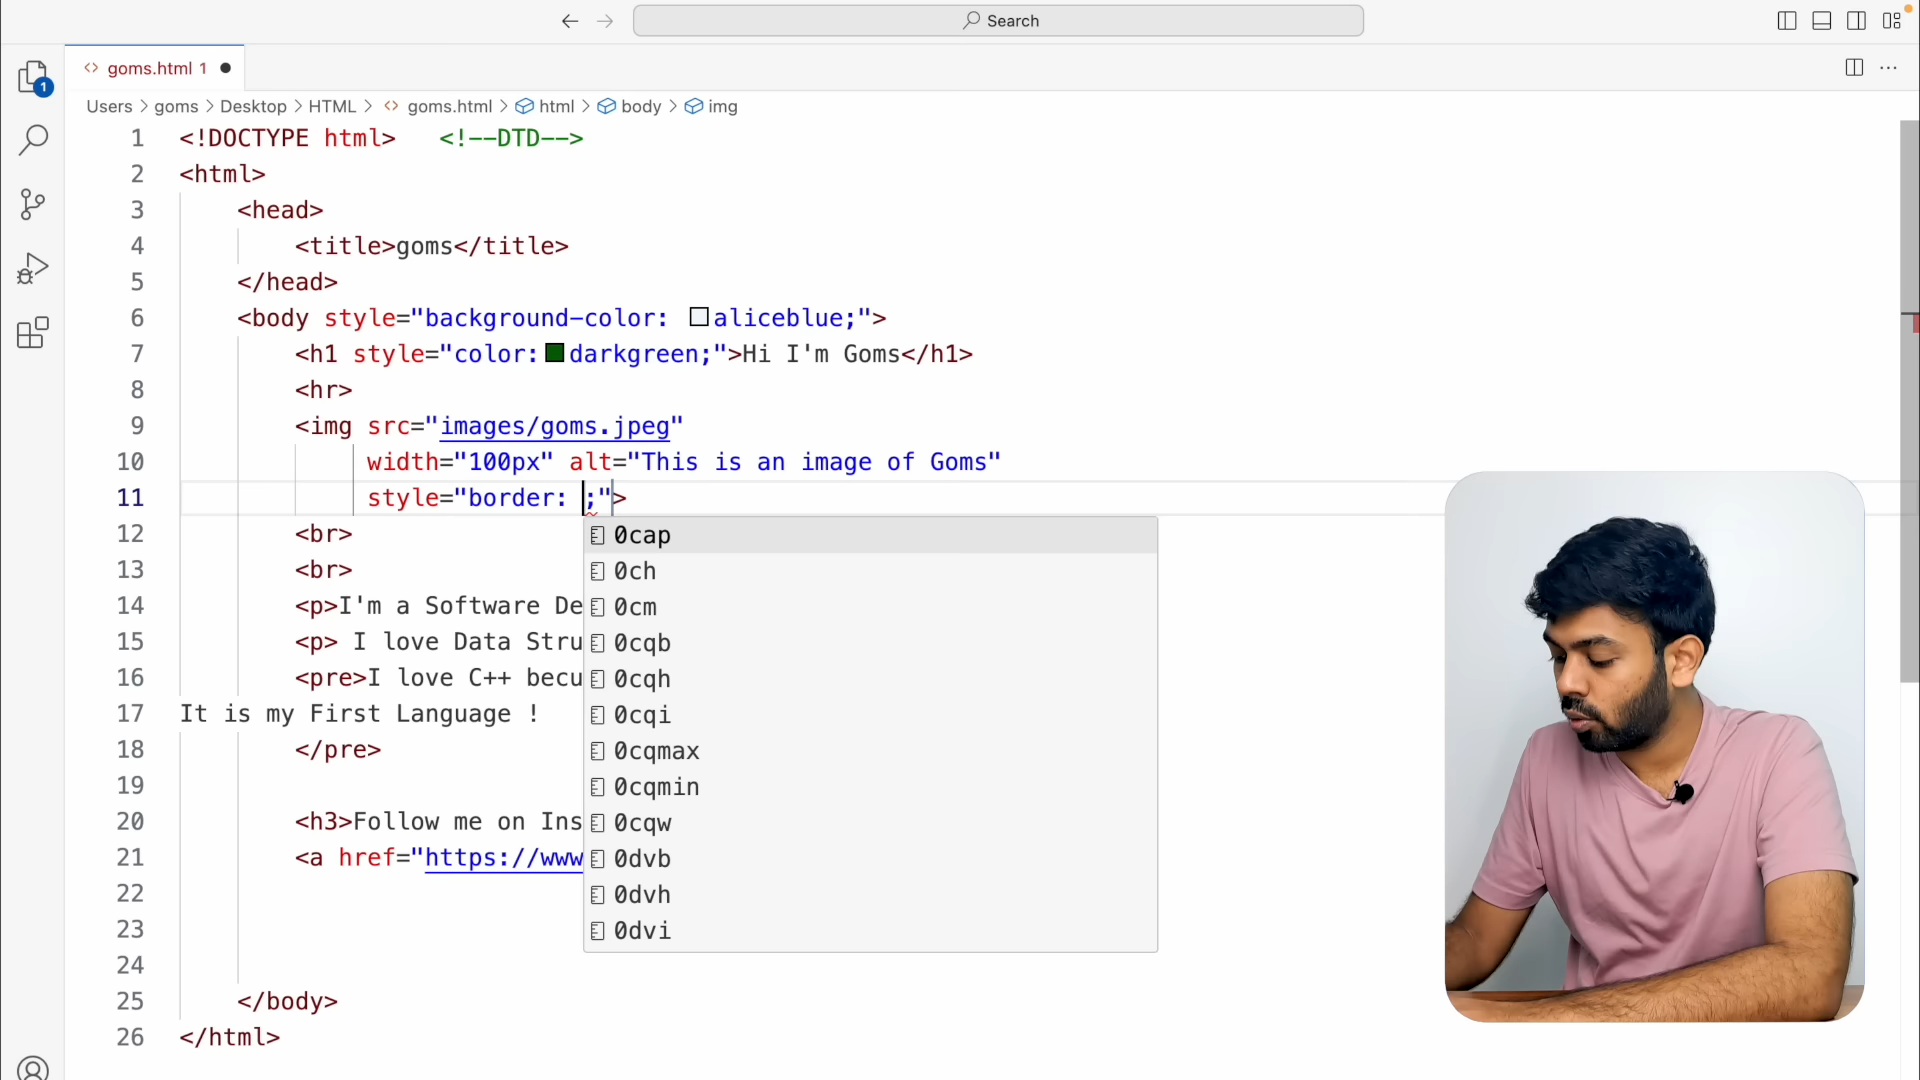 Search
goms.html 1
1
Users > goms > Desktop > HTML > goms.html > html > body > img
1 <!DOCTYPE html> <!--DTD-->
2 <html>
3 <head>
4 <title>goms</title>
5 </head>
6 <body style="background-color: aliceblue;">
7 <h1 style="color:darkgreen;">Hi I'm Goms</h1>
8 <hr>
9 <img src="images/goms.jpeg"
10 width="100px" alt="This is an image of Goms"
11 style="border: ;">
12 <br>
13 <br>
14 <p>I'm a Software De
15 <p> I love Data Stru
16 <pre>I love C++ becu
17 It is my First Language !
18 </pre>
19
20 <h3>Follow me on Ins
21 <a href="https://www
22
23
24
25 </body>
26 </html>
0cap
0ch
0cm
0cqb
0cqh
0cqi
0cqmax
0cqmin
0cqw
0dvb
0dvh
0dvi